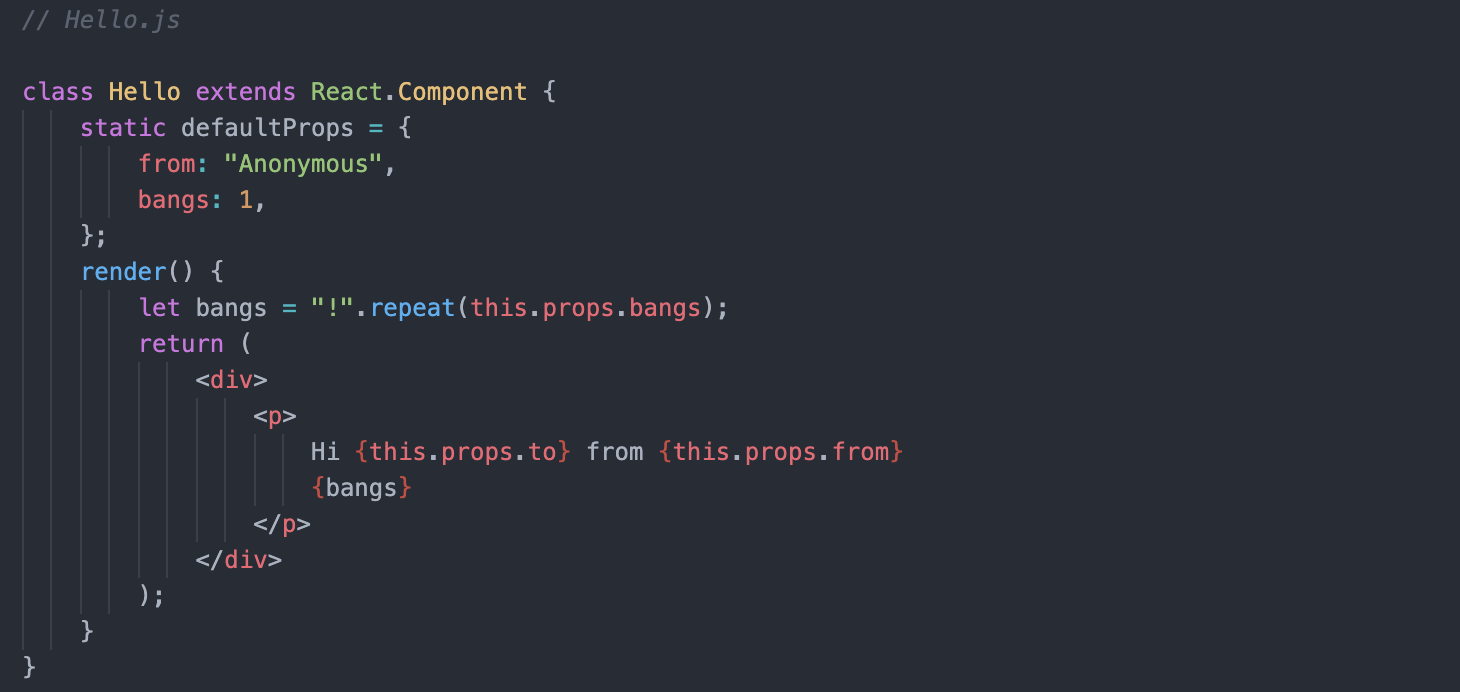 // Hello.js
class Hello extends React.Component {
static defaultProps = {
from: "Anonymous",
bangs: 1,
};
render() {
let bangs = "!".repeat(this.props.bangs);
return (
<div>
<p>
Hi {this.props.to} from {this.props.from}
{bangs}
</p>
</div>
);
}
}